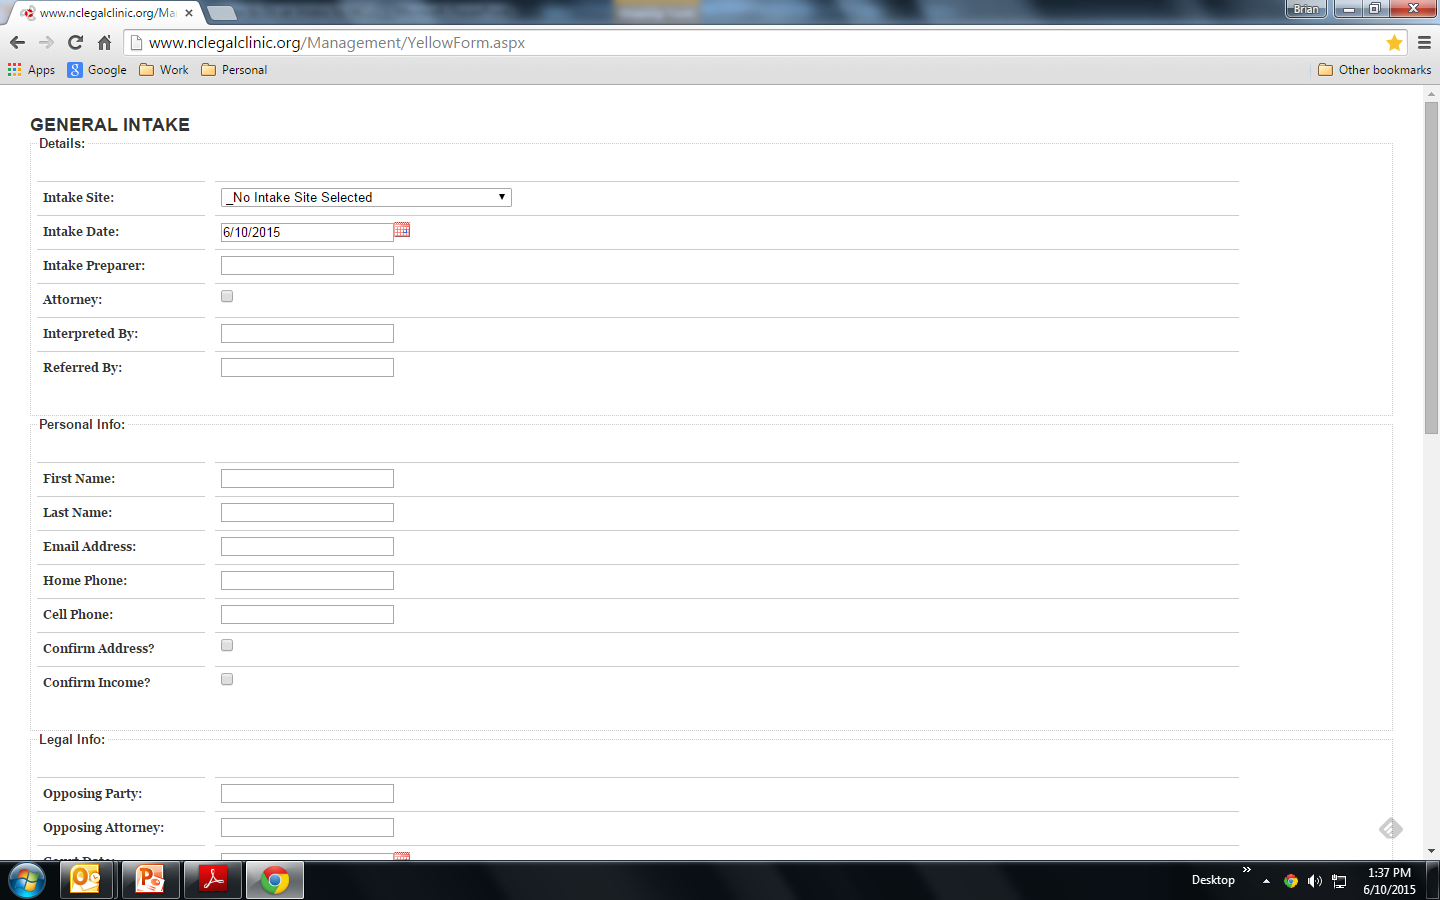 www.nclegalclinic.org/Ma
Brian
www.nclegalclinic.org/Management/YellowForm.aspx
Apps Google Work Personal Other bookmarks
GENERAL INTAKE
Details:
Intake Site: _No Intake Site Selected
Intake Date: 6/10/2015
Intake Preparer:
Attorney:
Interpreted By:
Referred By:
Personal Info:
First Name:
Last Name:
Email Address:
Home Phone:
Cell Phone:
Confirm Address?
Confirm Income?
Legal Info:
Opposing Party:
Opposing Attorney:
Court Date:
Desktop
1:37 PM
6/10/2015